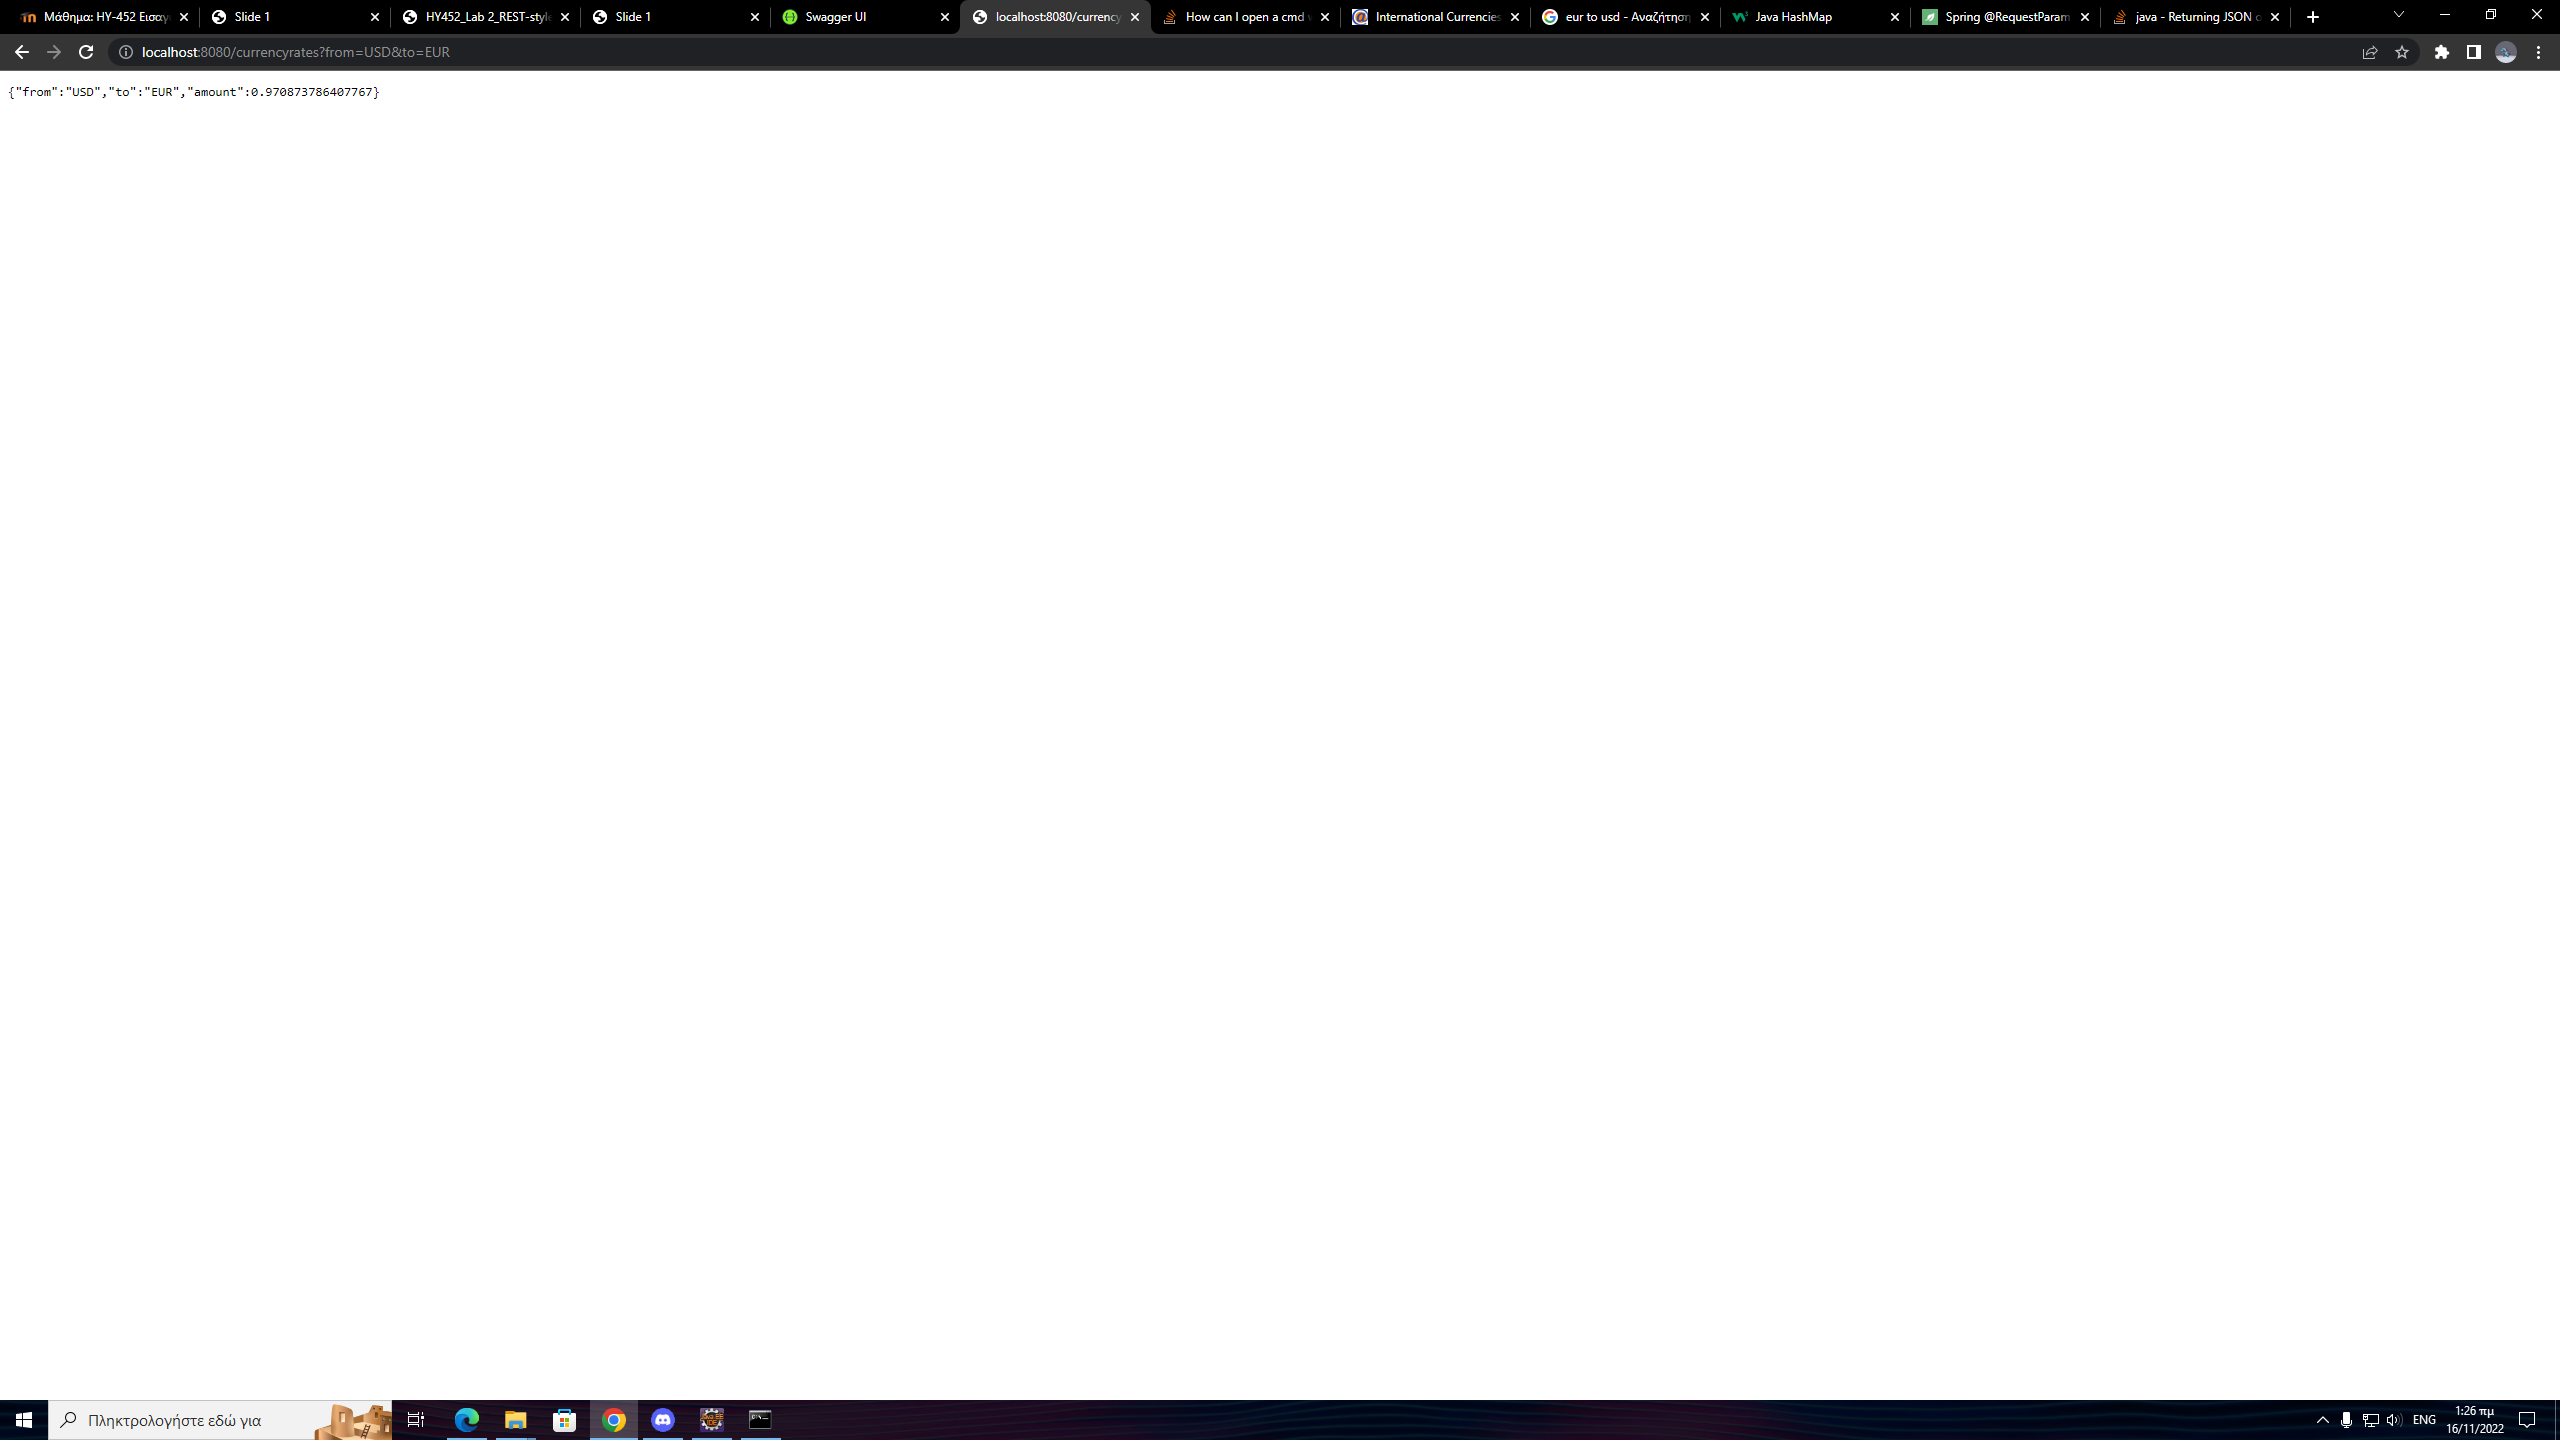 Μάθημα: HY-452 Εισαγ
Slide 1
HY452_Lab 2_REST-style
Slide 1
Swagger UI
localhost:8080/currency
How can I open a cmd
International Currencies
eur to usd - Αναζήτηση
Java HashMap
Spring @RequestParam
java - Returning JSON o
localhost:8080/currencyrates?from=USD&to=EUR
{"from":"USD","to":"EUR","amount":0.970873786407767}
Πληκτρολογήστε εδώ για
ENG
1:26 πμ
16/11/2022